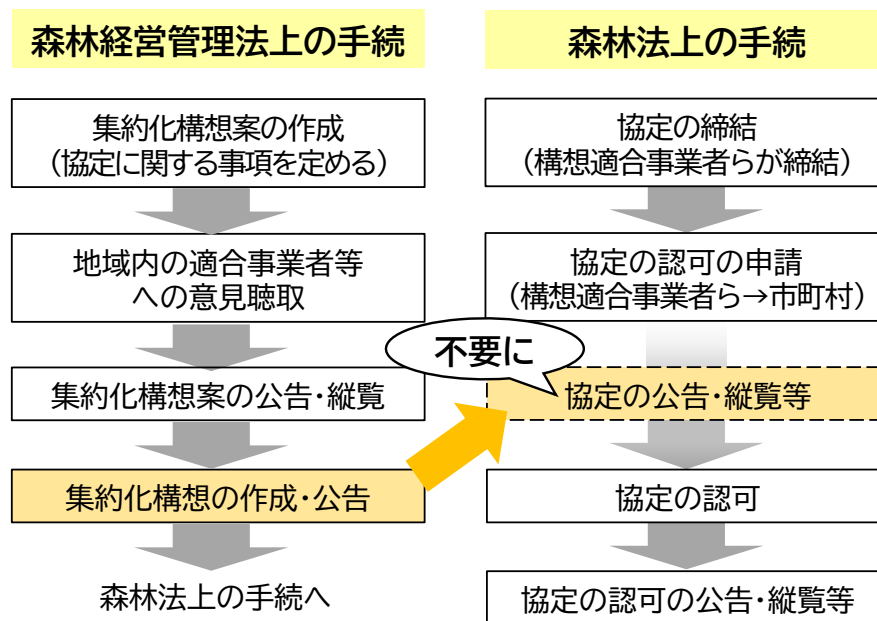 森林経営管理法上の手続
集約化構想案の作成
（協定に関する事項を定める）
地域内の適合事業者等
への意見聴取
集約化構想案の公告・縦覧
集約化構想の作成・公告
森林法上の手続へ
森林法上の手続
協定の締結
（構想適合事業者らが締結）
協定の認可の申請
（構想適合事業者ら→市町村）
不要に
協定の公告・縦覧等
協定の認可
協定の認可の公告・縦覧等